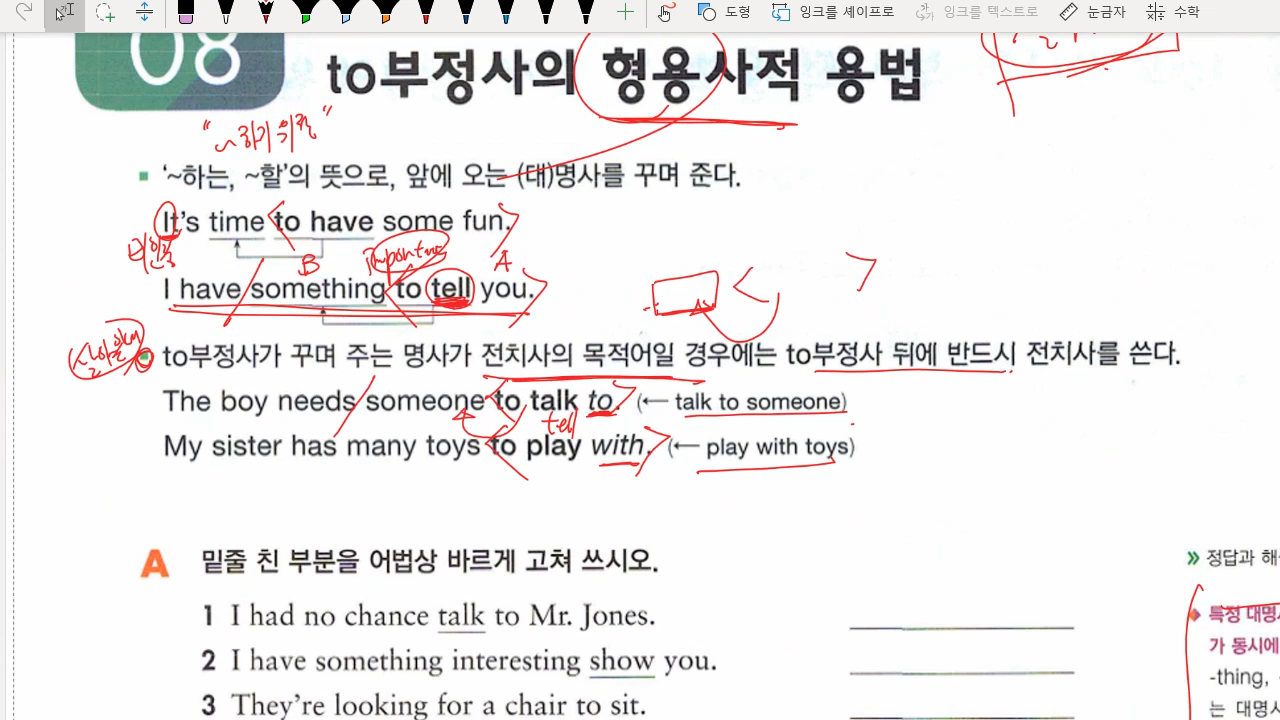 도형 잉크를 셰이프로 잉크를 텍스트로 눈금자 수학
08 to부정사의 형용사적 용법
"~하기 위한"
'~하는, ~할'의 뜻으로, 앞에 오는 (대)명사를 꾸며 준다.
It's time to have some fun.
비인칭
B important A
I have something to tell you.
to부정사가 꾸며 주는 명사가 전치사의 목적어일 경우에는 to부정사 뒤에 반드시 전치사를 쓴다.
The boy needs someone to talk to. (← talk to someone)
tell
My sister has many toys to play with. (← play with toys)
A 밑줄 친 부분을 어법상 바르게 고쳐 쓰시오.
» 정답과 해
1 I had no chance talk to Mr. Jones.
특정 대명
2 I have something interesting show you.
가 동시에
-thing,
3 They're looking for a chair to sit.
는 대명사